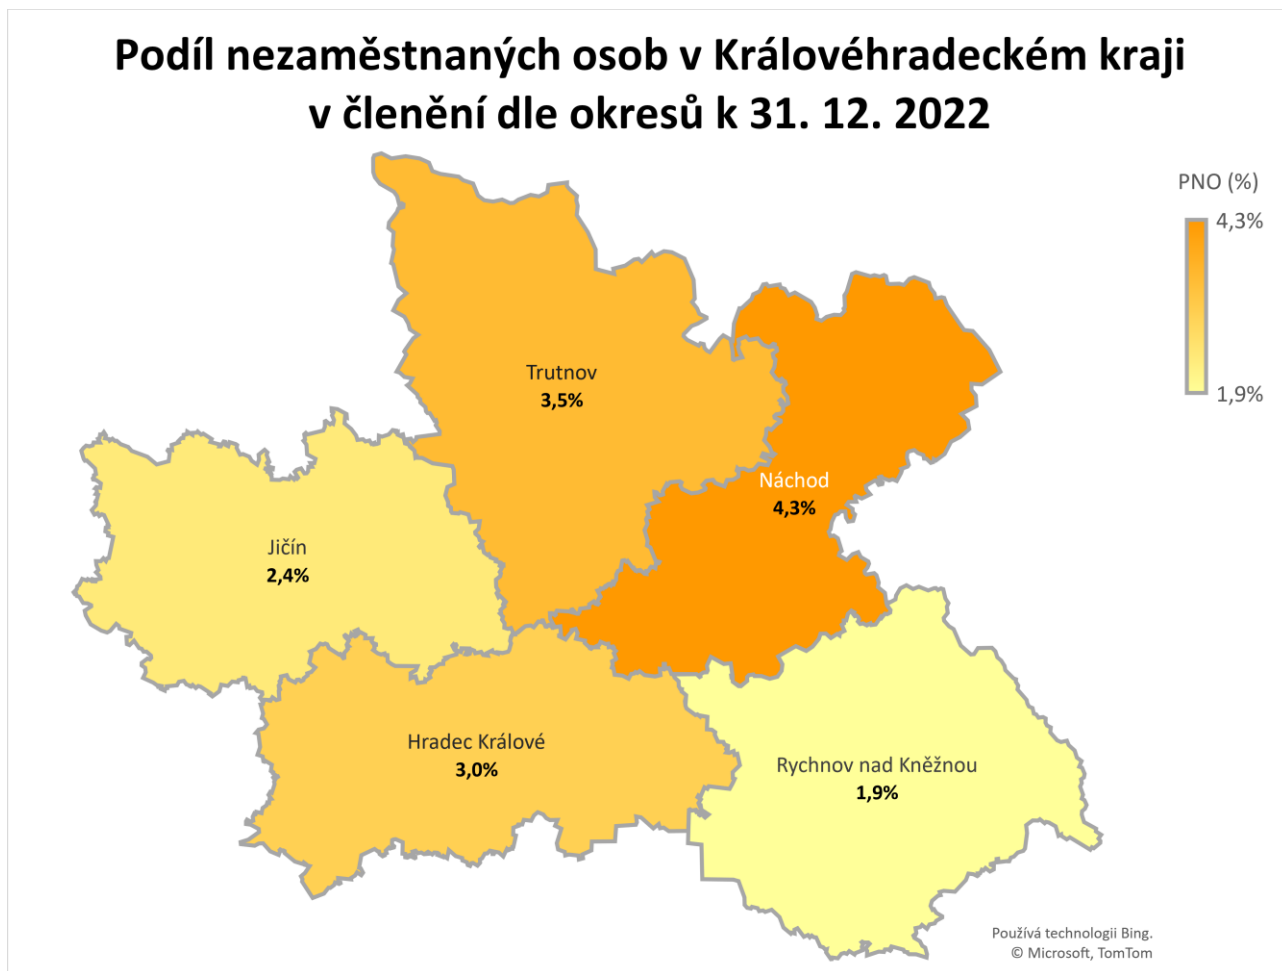 Podíl nezaměstnaných osob v Královéhradeckém kraji
v členění dle okresů k 31. 12. 2022
PNO (%)
4,3%
1,9%
Trutnov
3,5%
Náchod
4,3%
Jičín
2,4%
Hradec Králové
3,0%
Rychnov nad Kněžnou
1,9%
Používá technologii Bing.
© Microsoft, TomTom